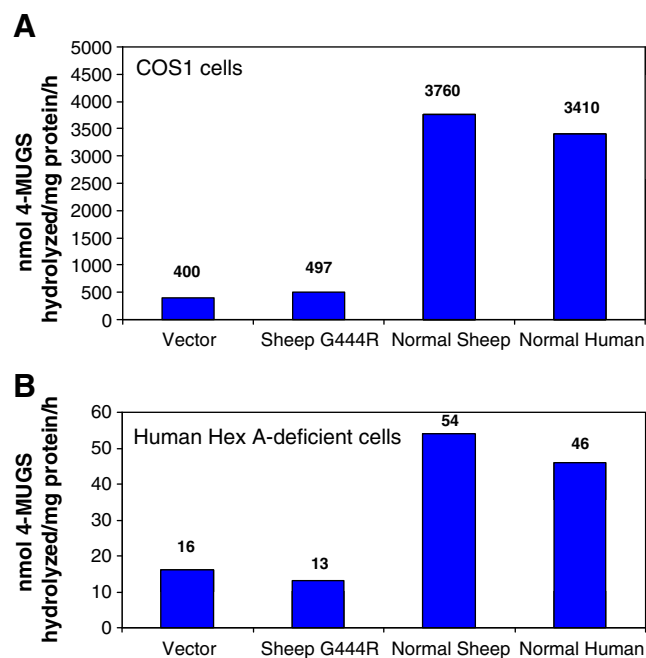 A
nmol 4-MUGS
hydrolyzed/mg protein/h
5000
4500
4000
3500
3000
2500
2000
1500
1000
500
0
COS1 cells
400
497
3760
3410
Vector Sheep G444R Normal Sheep Normal Human
B
nmol 4-MUGS
hydrolyzed/mg protein/h
60
50
40
30
20
10
0
Human Hex A-deficient cells
16
13
54
46
Vector Sheep G444R Normal Sheep Normal Human